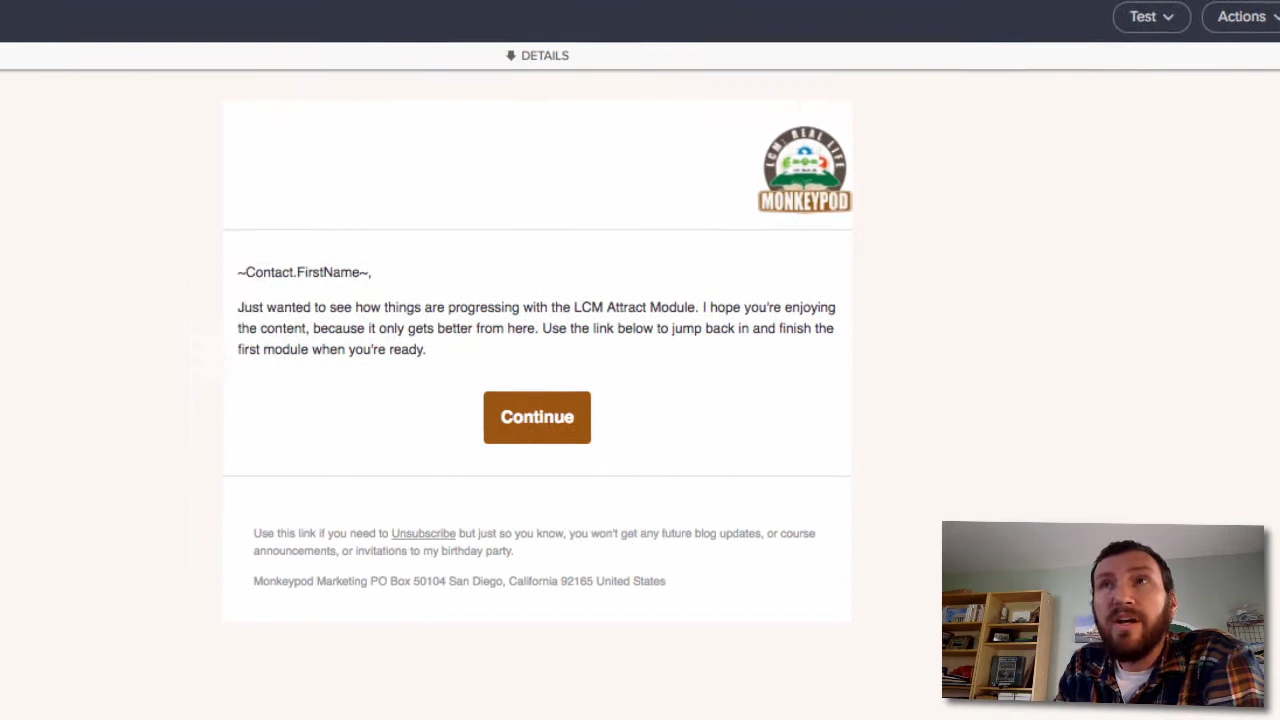 Test
Actions
DETAILS
LCM: REAL LIFE
MONKEYPOD
~Contact.FirstName~,
Just wanted to see how things are progressing with the LCM Attract Module. I hope you're enjoying
the content, because it only gets better from here. Use the link below to jump back in and finish the
first module when you're ready.
Continue
Use this link if you need to Unsubscribe but just so you know, you won't get any future blog updates, or course
announcements, or invitations to my birthday party.
Monkeypod Marketing PO Box 50104 San Diego, California 92165 United States